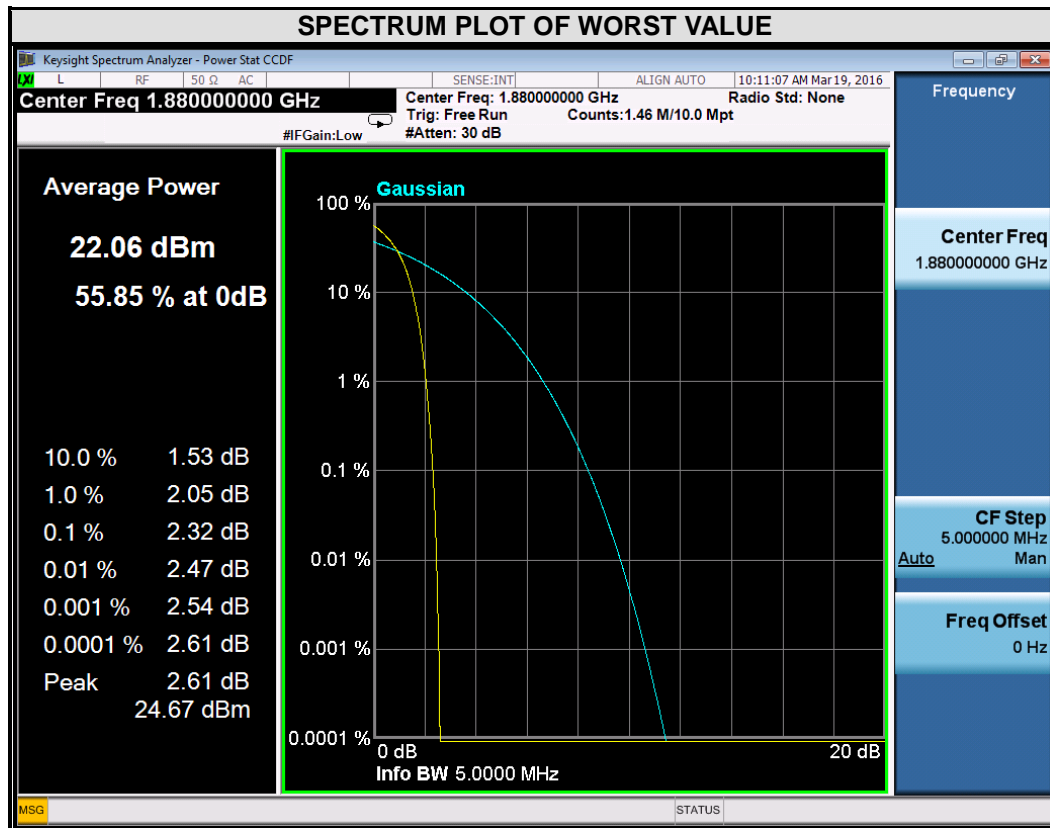 SPECTRUM PLOT OF WORST VALUE
Keysight Spectrum Analyzer - Power Stat CCDF
LXI L RF 50 Ω AC SENSE:INT ALIGN AUTO 10:11:07 AM Mar 19, 2016
Center Freq 1.880000000 GHz
#IFGain:Low
Center Freq: 1.880000000 GHz Radio Std: None
Trig: Free Run Counts:1.46 M/10.0 Mpt
#Atten: 30 dB
Average Power
22.06 dBm
55.85 % at 0dB
10.0 % 1.53 dB
1.0 % 2.05 dB
0.1 % 2.32 dB
0.01 % 2.47 dB
0.001 % 2.54 dB
0.0001 % 2.61 dB
Peak 2.61 dB
24.67 dBm
Gaussian
100 %
10 %
1 %
0.1 %
0.01 %
0.001 %
0.0001 %
0 dB 20 dB
Info BW 5.0000 MHz
Frequency
Center Freq
1.880000000 GHz
CF Step
5.000000 MHz
Auto Man
Freq Offset
0 Hz
MSG STATUS